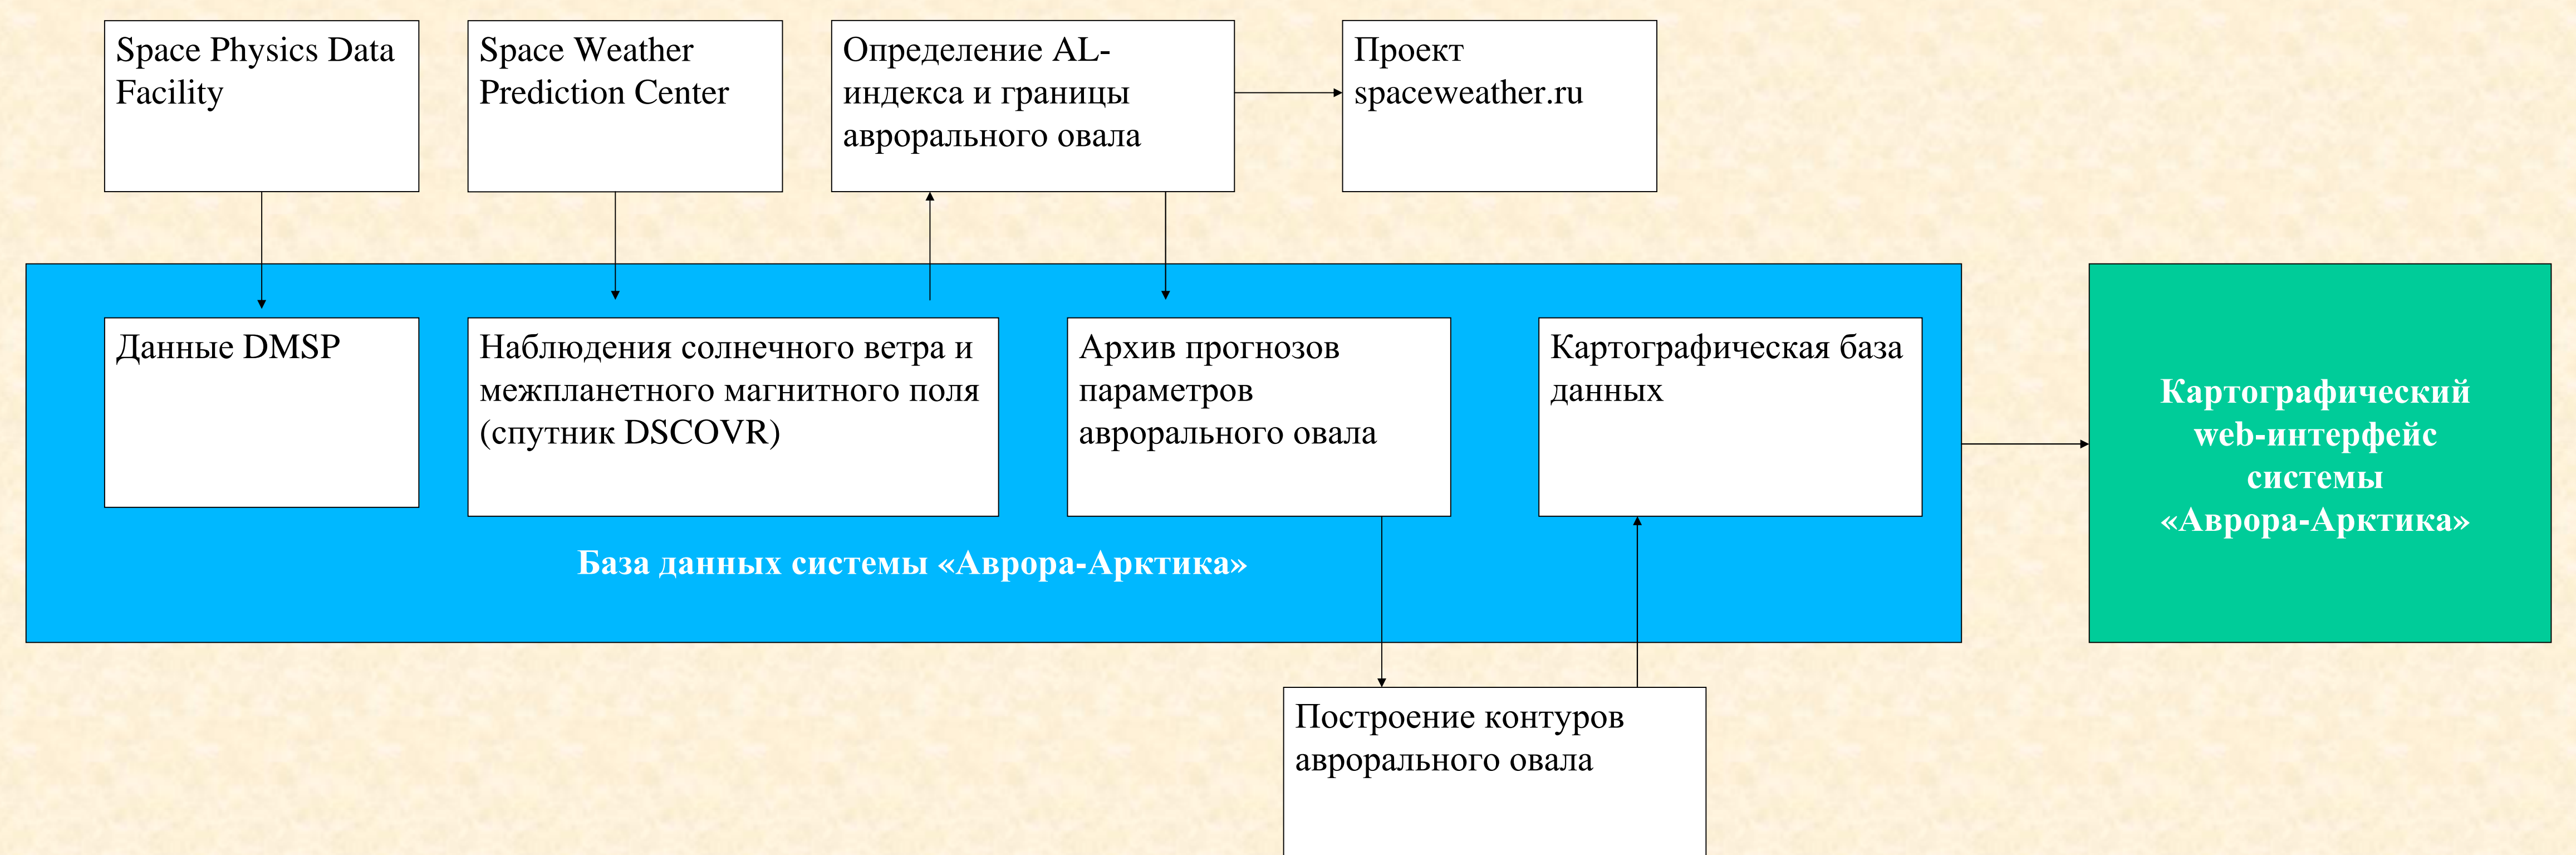 Space Physics Data
Facility
Space Weather
Prediction Center
Определение AL-
индекса и границы
аврорального овала
Проект
spaceweather.ru
Данные DMSP
Наблюдения солнечного ветра и
межпланетного магнитного поля
(спутник DSCOVR)
Архив прогнозов
параметров
аврорального овала
Картографическая база
данных
База данных системы «Аврора-Арктика»
Картографический
web-интерфейс
системы
«Аврора-Арктика»
Построение контуров
аврорального овала